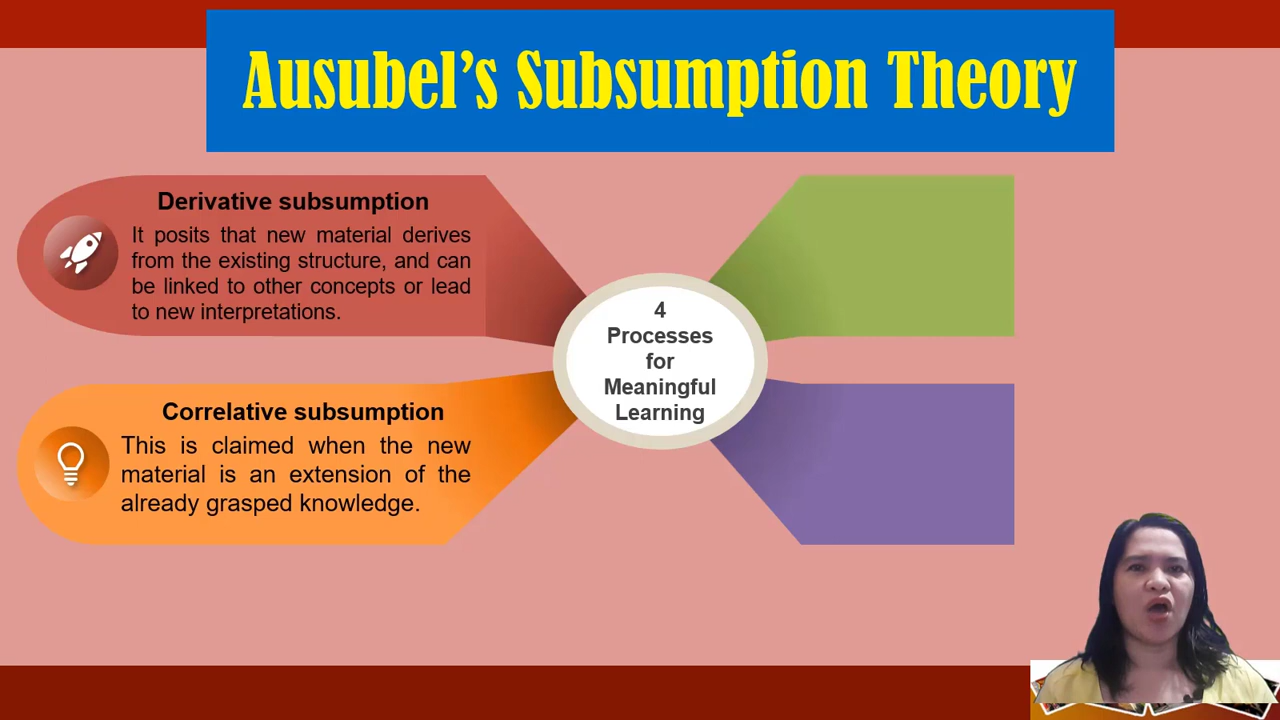 Ausubel’s Subsumption Theory
Derivative subsumption
It posits that new material derives
from the existing structure, and can
be linked to other concepts or lead
to new interpretations.
Correlative subsumption
This is claimed when the new
material is an extension of the
already grasped knowledge.
4
Processes
for
Meaningful
Learning